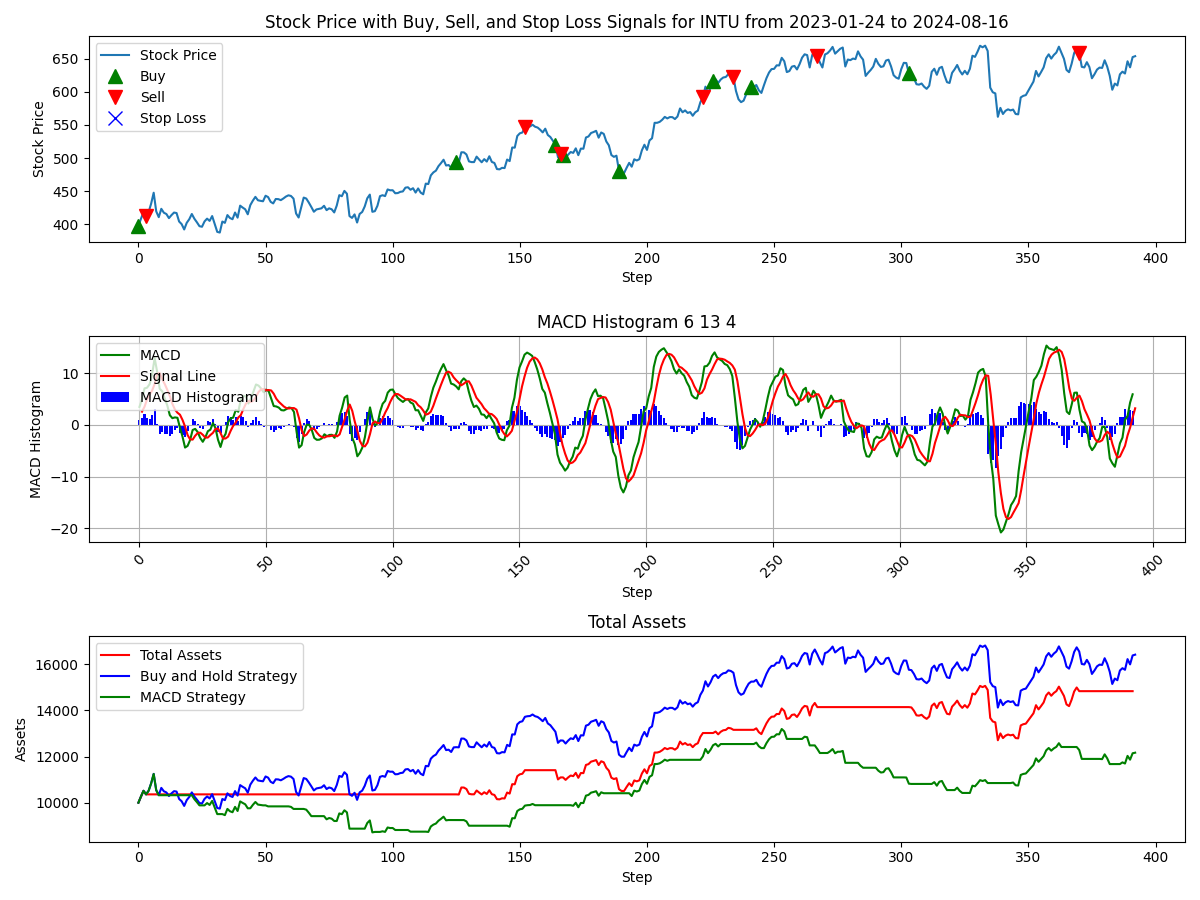 Stock Price with Buy, Sell, and Stop Loss Signals for INTU from 2023-01-24 to 2024-08-16
Stock Price
650
600
550
500
450
400
Stock Price
Buy
Sell
Stop Loss
0 50 100 150 200 250 300 350 400
Step
MACD Histogram 6 13 4
MACD Histogram
10
0
−10
−20
MACD
Signal Line
MACD Histogram
0 50 100 150 200 250 300 350 400
Step
Total Assets
Assets
16000
14000
12000
10000
Total Assets
Buy and Hold Strategy
MACD Strategy
0 50 100 150 200 250 300 350 400
Step